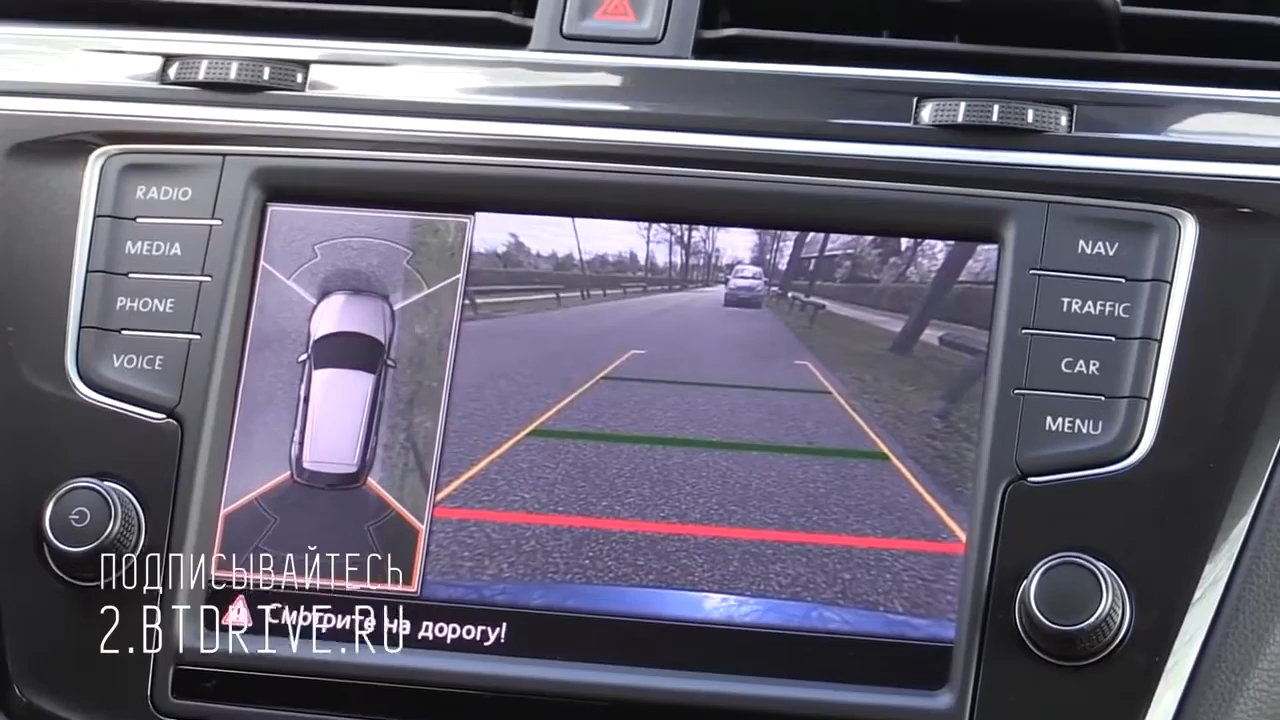 RADIO
MEDIA
PHONE
VOICE
NAV
TRAFFIC
CAR
MENU
ПОДПИСЫВАЙТЕСЬ
2.BTDRIVE.RU
Смотрите на дорогу!